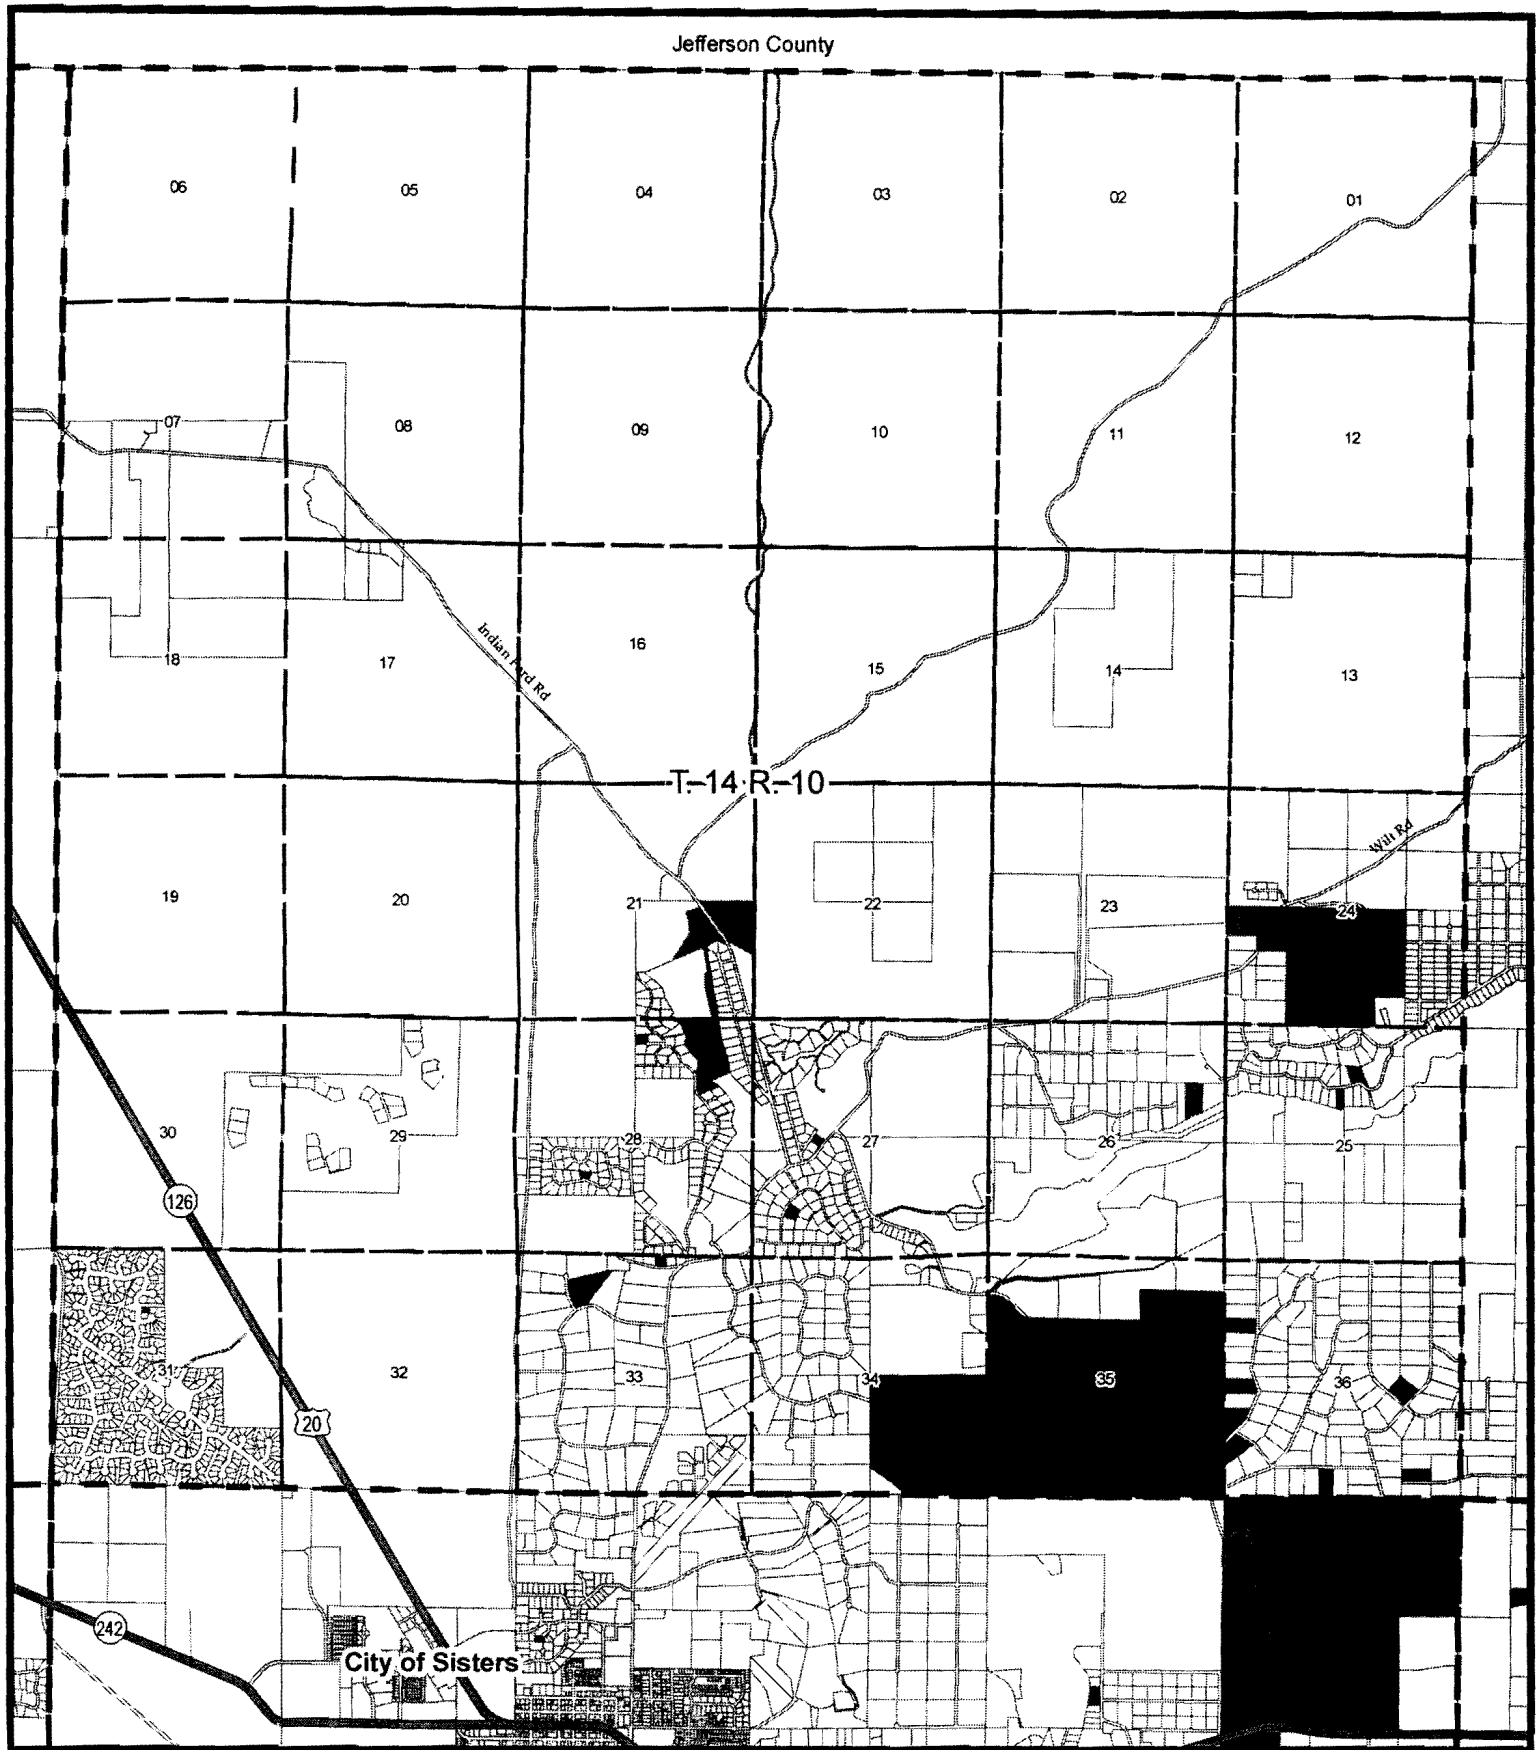 Jefferson County
06 05 04 03 02 01
07 08 09 10 11 12
Indian Ford Rd
18 17 16 15 14 13
T. 14 R. 10
Wilt Rd
19 20 21 22 23 24
30 29 28 27 26 25
126
31 32 33 34 35 36
20
242
City of Sisters